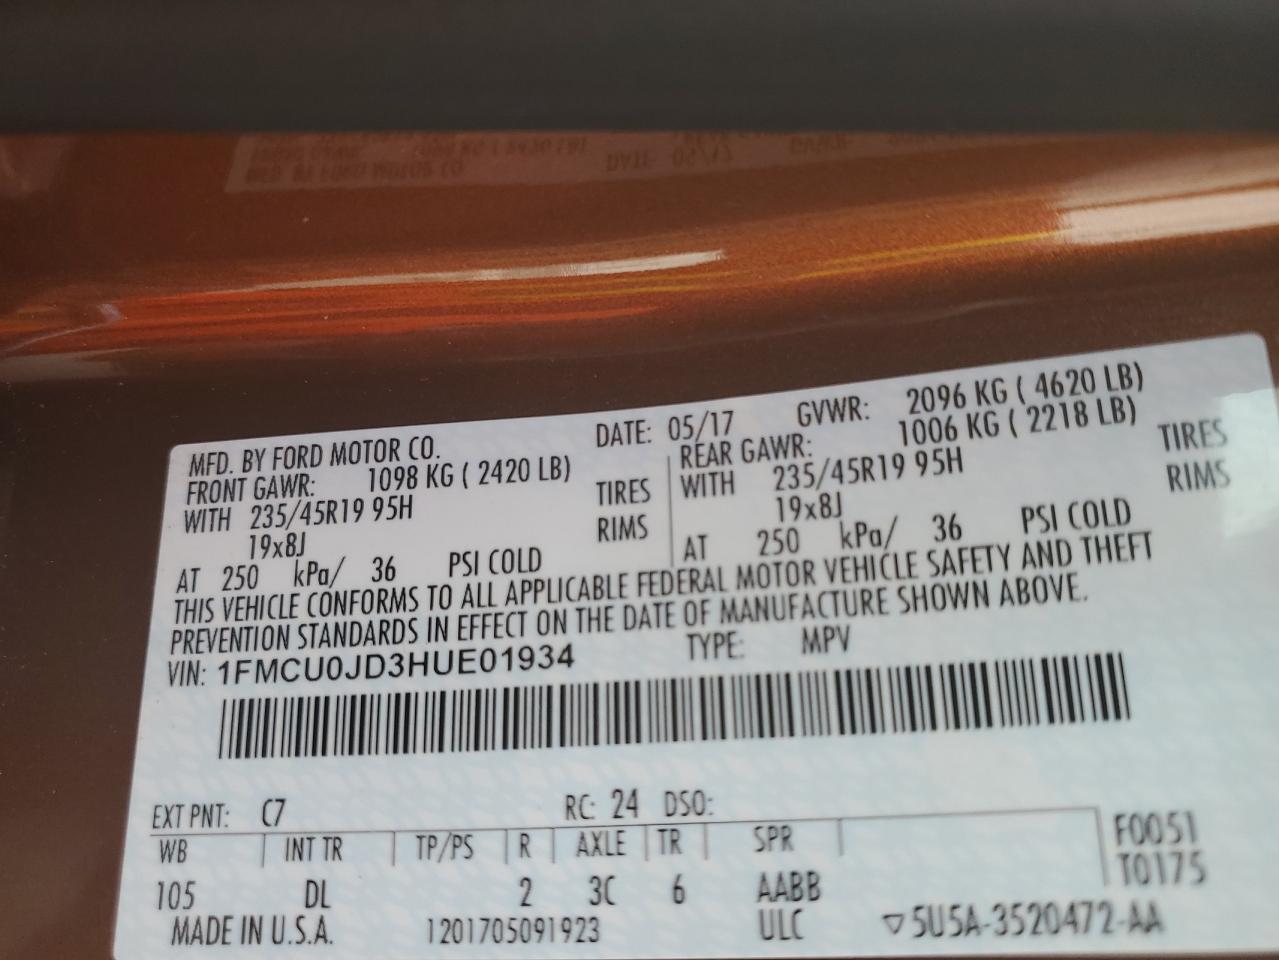 MFD. BY FORD MOTOR CO. DATE: 05/17 GVWR: 2096 KG ( 4620 LB)
FRONT GAWR: 1098 KG ( 2420 LB) REAR GAWR: 1006 KG ( 2218 LB)
WITH 235/45R19 95H TIRES WITH 235/45R19 95H TIRES
19x8J RIMS 19x8J RIMS
AT 250 kPa/ 36 PSI COLD AT 250 kPa/ 36 PSI COLD
THIS VEHICLE CONFORMS TO ALL APPLICABLE FEDERAL MOTOR VEHICLE SAFETY AND THEFT
PREVENTION STANDARDS IN EFFECT ON THE DATE OF MANUFACTURE SHOWN ABOVE.
VIN: 1FMCU0JD3HUE01934 TYPE: MPV
EXT PNT: C7 RC: 24 DSO:
WB INT TR TP/PS R AXLE TR SPR F0051
T0175
105 DL 2 3C 6 AABB
MADE IN U.S.A. 1201705091923 ULC ▽5U5A-3520472-AA